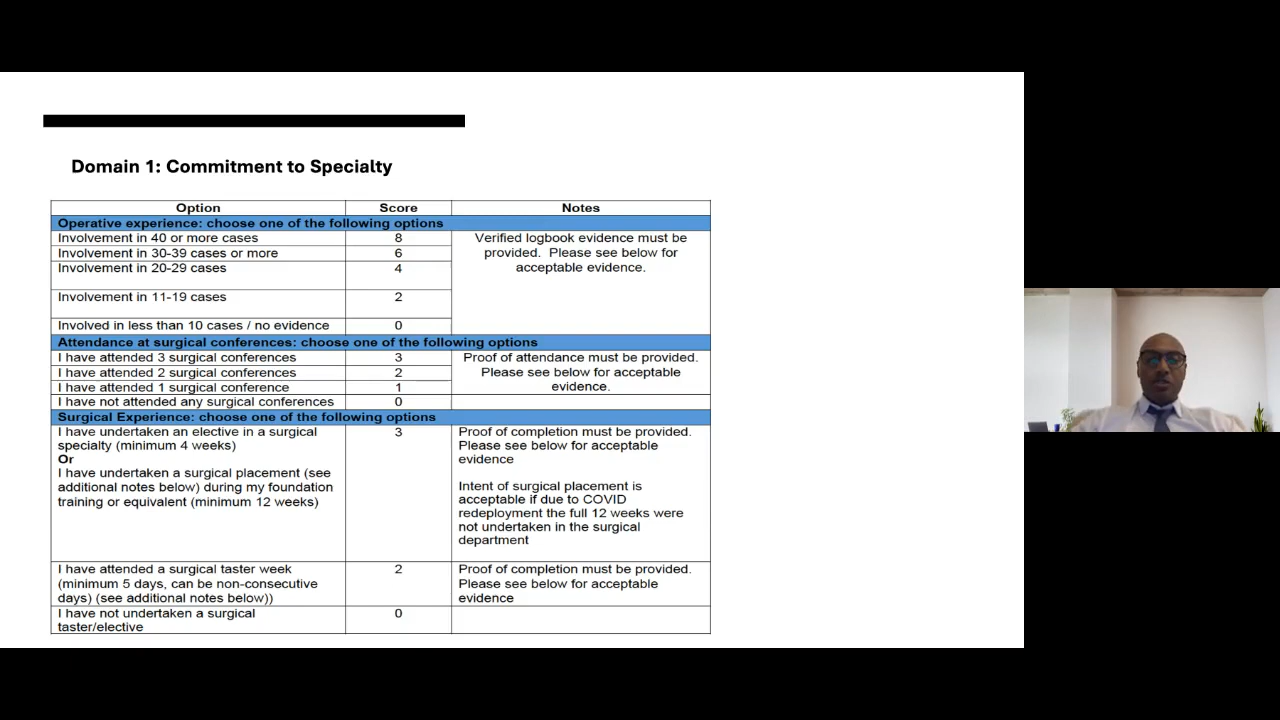 Domain 1: Commitment to Specialty
Option Score Notes
Operative experience: choose one of the following options
Involvement in 40 or more cases 8 Verified logbook evidence must be
Involvement in 30-39 cases or more 6 provided. Please see below for
Involvement in 20-29 cases 4 acceptable evidence.
Involvement in 11-19 cases 2
Involved in less than 10 cases / no evidence 0
Attendance at surgical conferences: choose one of the following options
I have attended 3 surgical conferences 3 Proof of attendance must be provided.
I have attended 2 surgical conferences 2 Please see below for acceptable
I have attended 1 surgical conference 1 evidence.
I have not attended any surgical conferences 0
Surgical Experience: choose one of the following options
I have undertaken an elective in a surgical 3 Proof of completion must be provided.
specialty (minimum 4 weeks) Please see below for acceptable
Or evidence
I have undertaken a surgical placement (see
additional notes below) during my foundation Intent of surgical placement is
training or equivalent (minimum 12 weeks) acceptable if due to COVID
redeployment the full 12 weeks were
not undertaken in the surgical
department
I have attended a surgical taster week 2 Proof of completion must be provided.
(minimum 5 days, can be non-consecutive Please see below for acceptable
days) (see additional notes below)) evidence
I have not undertaken a surgical 0
taster/elective